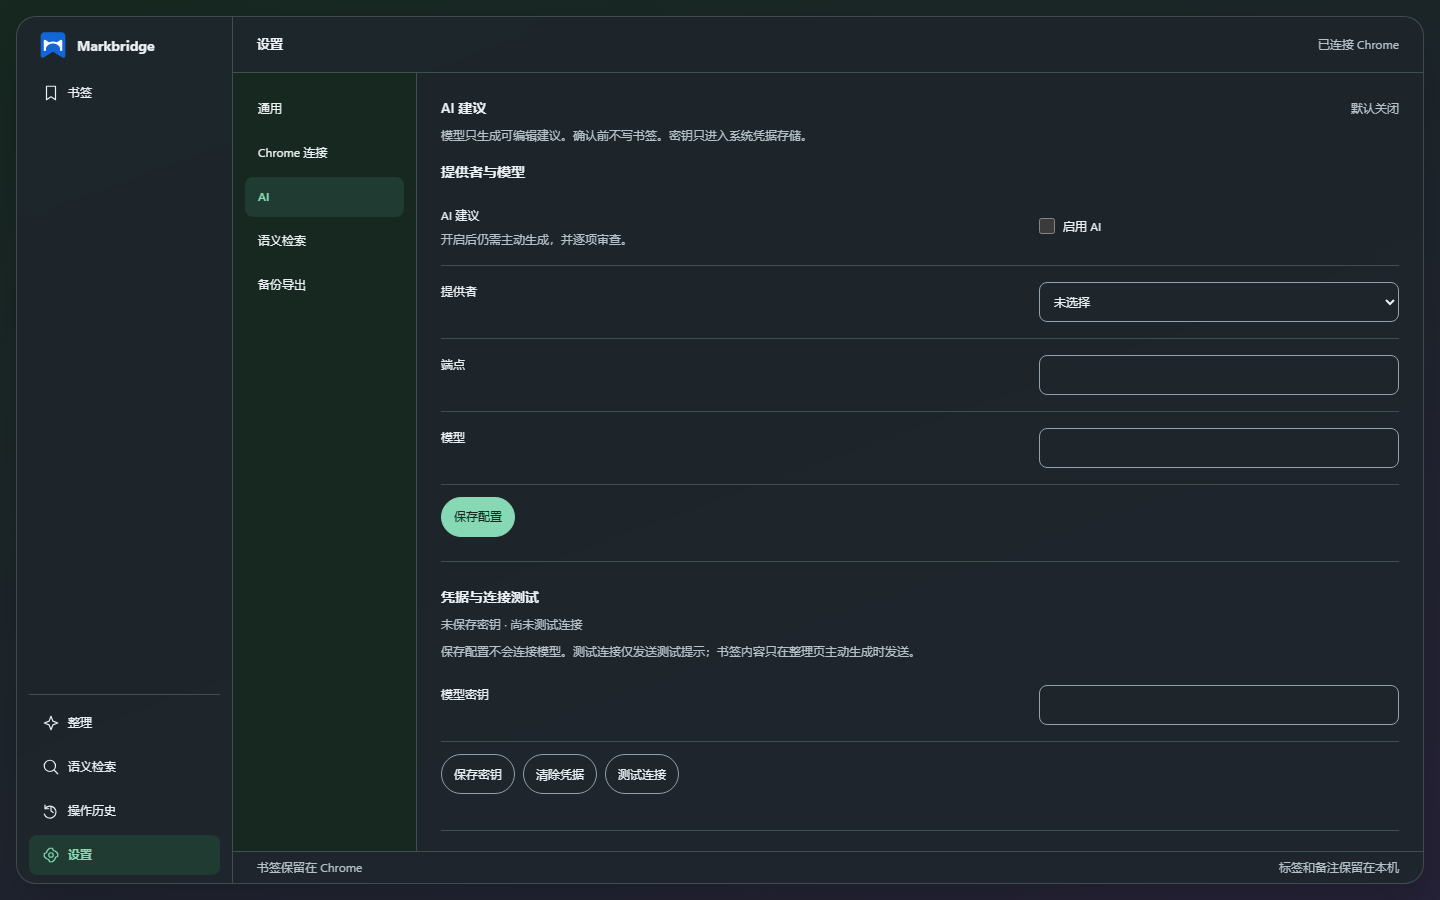 Markbridge
书签
整理
语义检索
操作历史
设置
设置
已连接 Chrome
通用
Chrome 连接
AI
语义检索
备份导出
AI 建议
默认关闭
模型只生成可编辑建议。确认前不写书签。密钥只进入系统凭据存储。
提供者与模型
AI 建议
开启后仍需主动生成，并逐项审查。
启用 AI
提供者
未选择
端点
模型
保存配置
凭据与连接测试
未保存密钥 · 尚未测试连接
保存配置不会连接模型。测试连接仅发送测试提示；书签内容只在整理页主动生成时发送。
模型密钥
保存密钥
清除凭据
测试连接
书签保留在 Chrome
标签和备注保留在本机